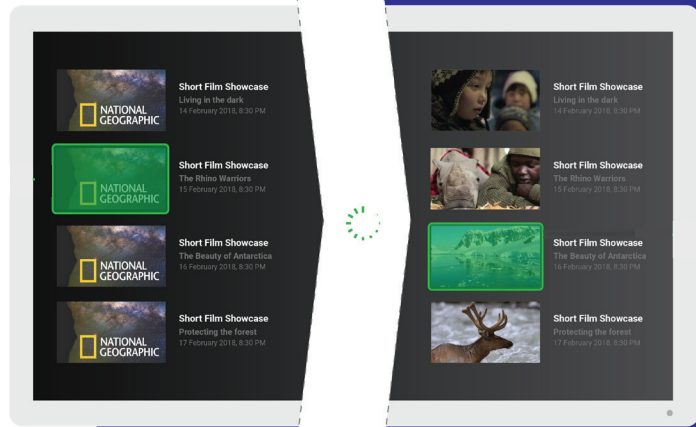 NATIONAL
GEOGRAPHIC
Short Film Showcase
Living in the dark
14 February 2018, 8:30 PM
NATIONAL
GEOGRAPHIC
Short Film Showcase
The Rhino Warriors
15 February 2018, 8:30 PM
NATIONAL
GEOGRAPHIC
Short Film Showcase
The Beauty of Antarctica
16 February 2018, 8:30 PM
NATIONAL
GEOGRAPHIC
Short Film Showcase
Protecting the forest
17 February 2018, 8:30 PM
Short Film Showcase
Living in the dark
14 February 2018, 8:30 PM
Short Film Showcase
The Rhino Warriors
15 February 2018, 8:30 PM
Short Film Showcase
The Beauty of Antarctica
16 February 2018, 8:30 PM
Short Film Showcase
Protecting the forest
17 February 2018, 8:30 PM